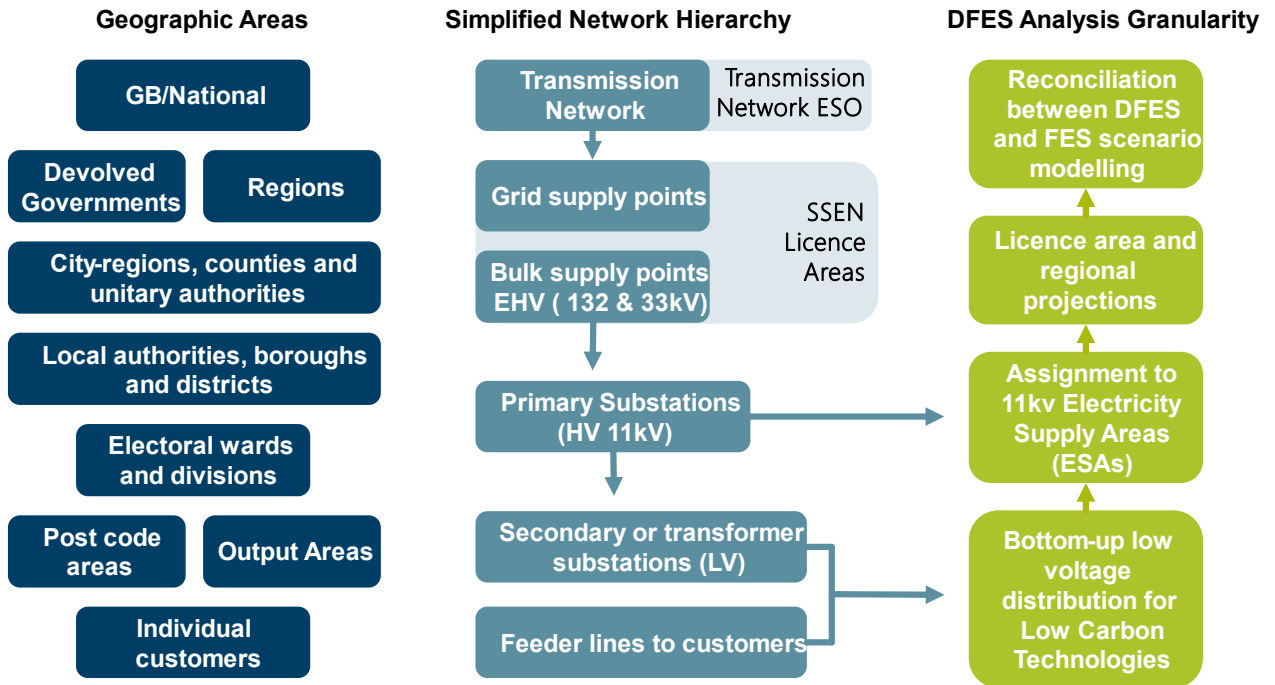 Geographic Areas
GB/National
Devolved
Governments
Regions
City-regions, counties and
unitary authorities
Local authorities, boroughs
and districts
Electoral wards
and divisions
Post code
areas
Output Areas
Individual
customers
Simplified Network Hierarchy
Transmission
Network
Transmission
Network ESO
Grid supply points
SSEN
Licence
Areas
Bulk supply points
EHV ( 132 & 33kV)
Primary Substations
(HV 11kV)
Secondary or transformer
substations (LV)
Feeder lines to customers
DFES Analysis Granularity
Reconciliation
between DFES
and FES scenario
modelling
Licence area and
regional
projections
Assignment to
11kv Electricity
Supply Areas
(ESAs)
Bottom-up low
voltage
distribution for
Low Carbon
Technologies